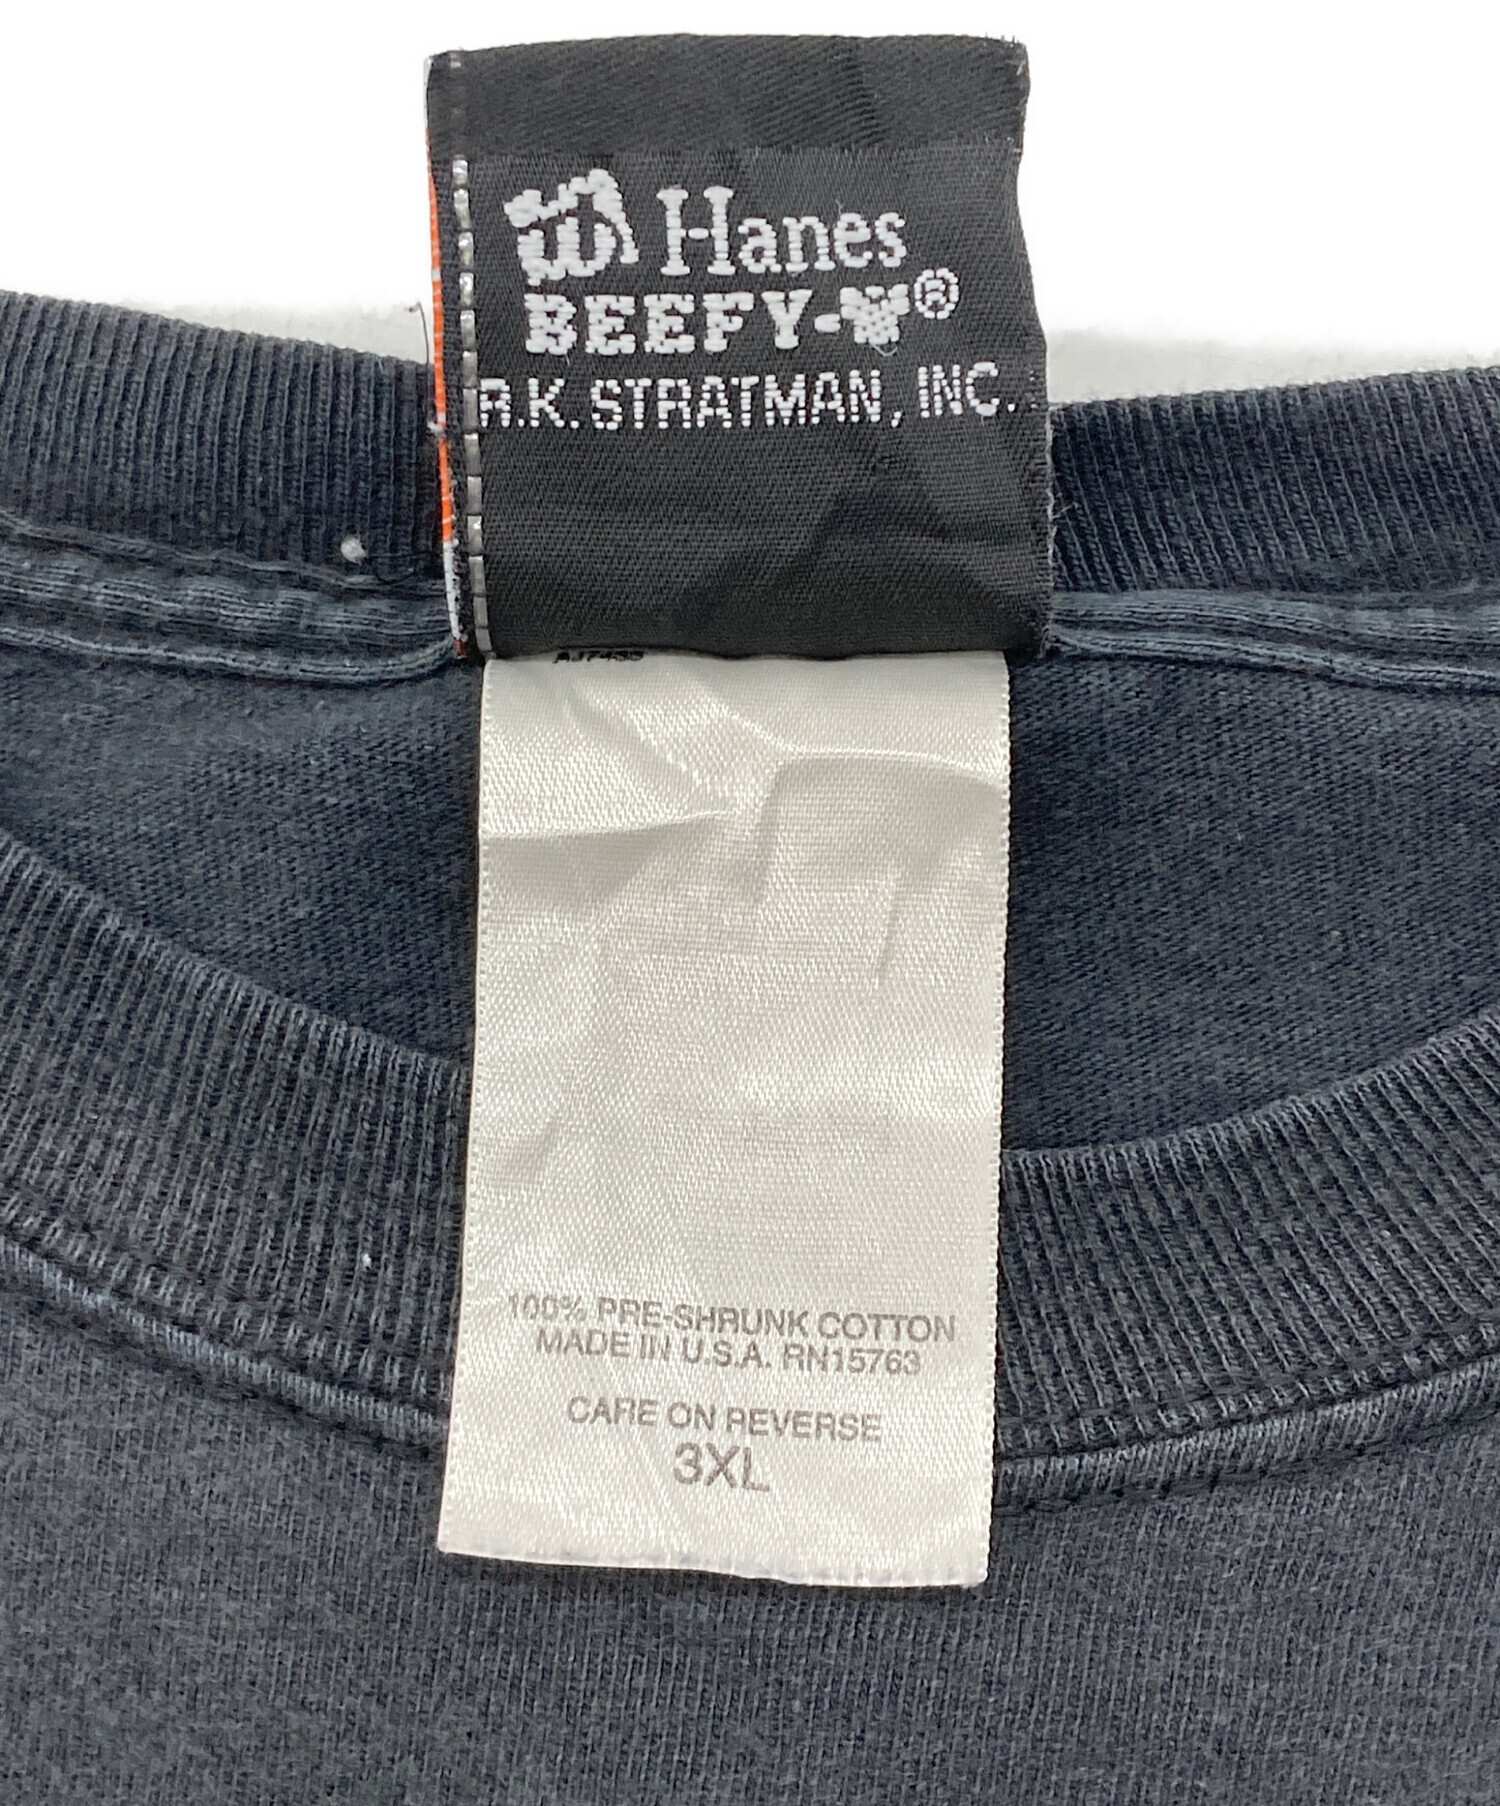 Hanes
BEEFY-T®
R.K. STRATMAN, INC.
100% PRE-SHRUNK COTTON
MADE IN U.S.A. RN15763
CARE ON REVERSE
3XL